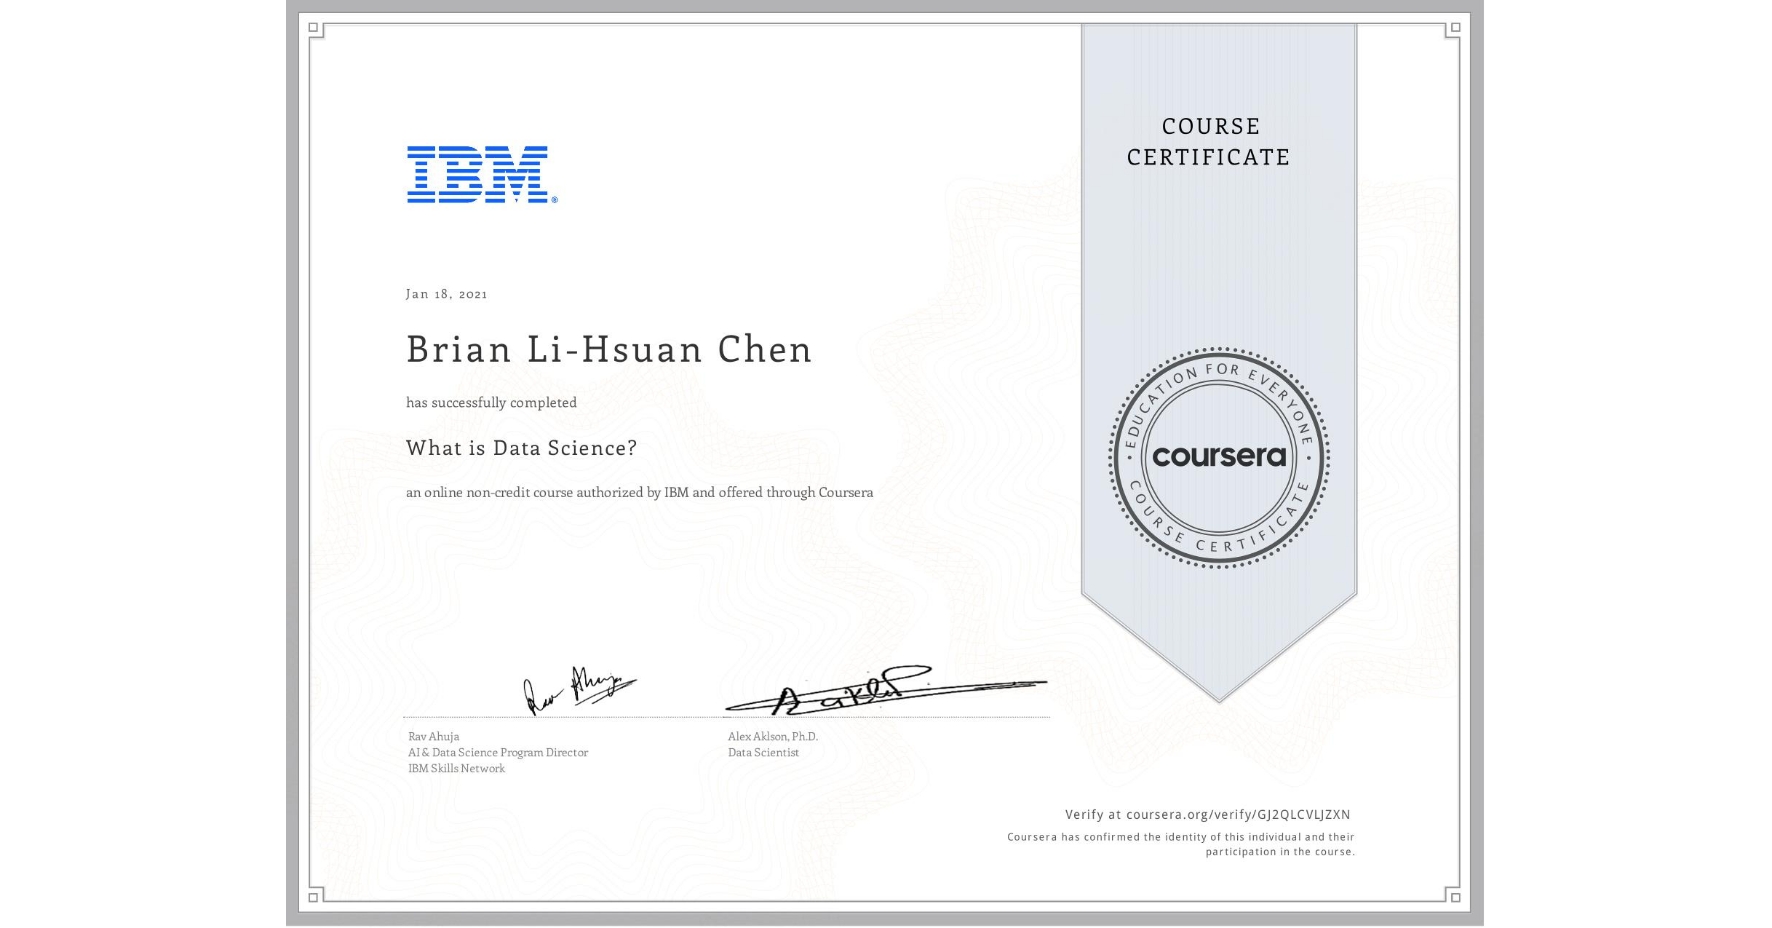 COURSE
CERTIFICATE
IBM®
Jan 18, 2021
Brian Li-Hsuan Chen
has successfully completed
What is Data Science?
an online non-credit course authorized by IBM and offered through Coursera
EDUCATION FOR EVERYONE
coursera
COURSE CERTIFICATE
Rav Ahuja
AI & Data Science Program Director
IBM Skills Network
Alex Aklson, Ph.D.
Data Scientist
Verify at coursera.org/verify/GJ2QLCVLJZXN
Coursera has confirmed the identity of this individual and their
participation in the course.